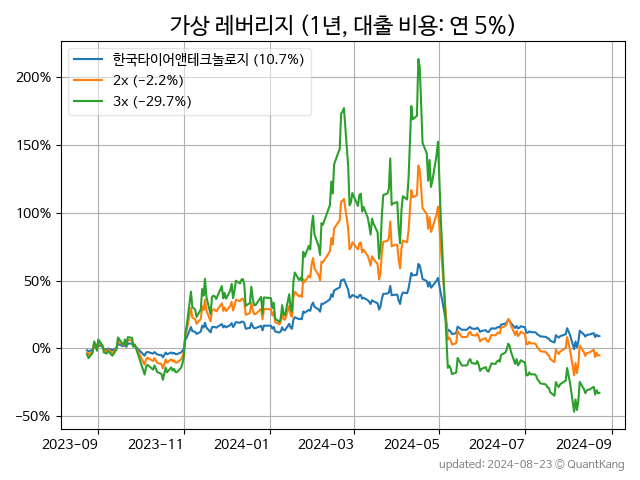 가상 레버리지 (1년, 대출 비용: 연 5%)
한국타이어앤테크놀로지 (10.7%)
2x (−2.2%)
3x (−29.7%)
200%
150%
100%
50%
0%
−50%
2023−09 2023−11 2024−01 2024−03 2024−05 2024−07 2024−09
updated: 2024−08−23 © QuantKang